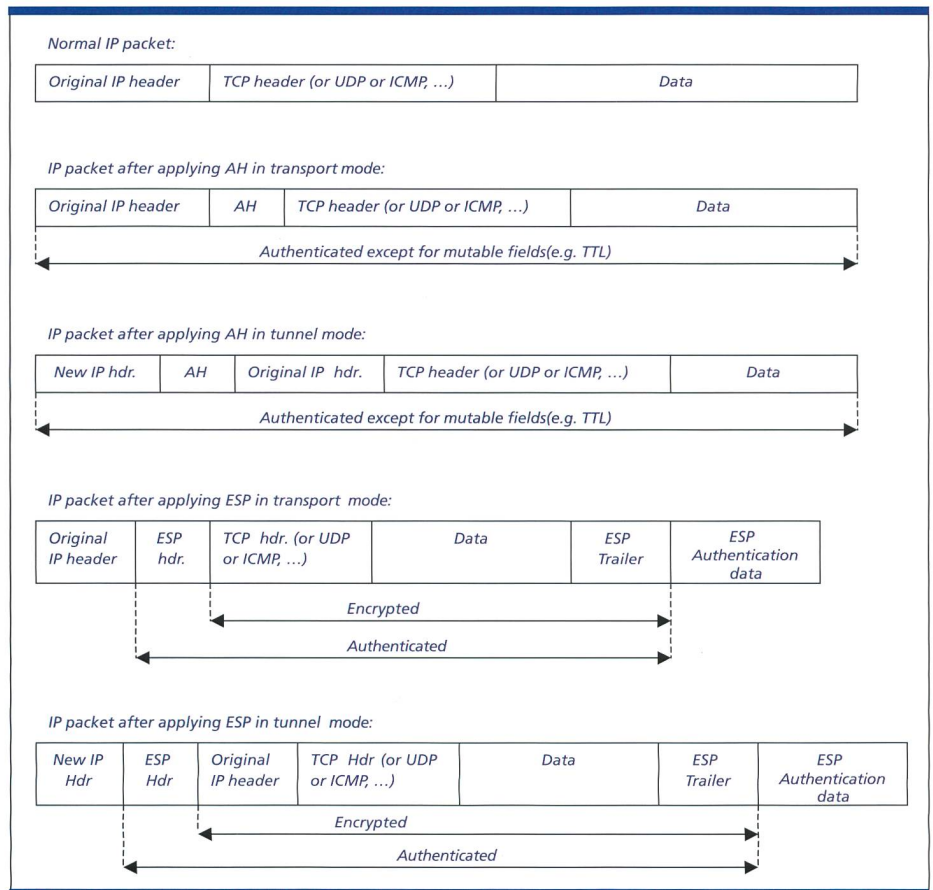 Normal IP packet:
Original IP header TCP header (or UDP or ICMP, ...) Data
IP packet after applying AH in transport mode:
Original IP header AH TCP header (or UDP or ICMP, ...) Data
Authenticated except for mutable fields(e.g. TTL)
IP packet after applying AH in tunnel mode:
New IP hdr. AH Original IP hdr. TCP header (or UDP or ICMP, ...) Data
Authenticated except for mutable fields(e.g. TTL)
IP packet after applying ESP in transport mode:
Original
IP header
ESP
hdr.
TCP hdr. (or UDP
or ICMP, ...)
Data
ESP
Trailer
ESP
Authentication
data
Encrypted
Authenticated
IP packet after applying ESP in tunnel mode:
New IP
Hdr
ESP
Hdr
Original
IP header
TCP Hdr (or UDP
or ICMP, ...)
Data
ESP
Trailer
ESP
Authentication
data
Encrypted
Authenticated